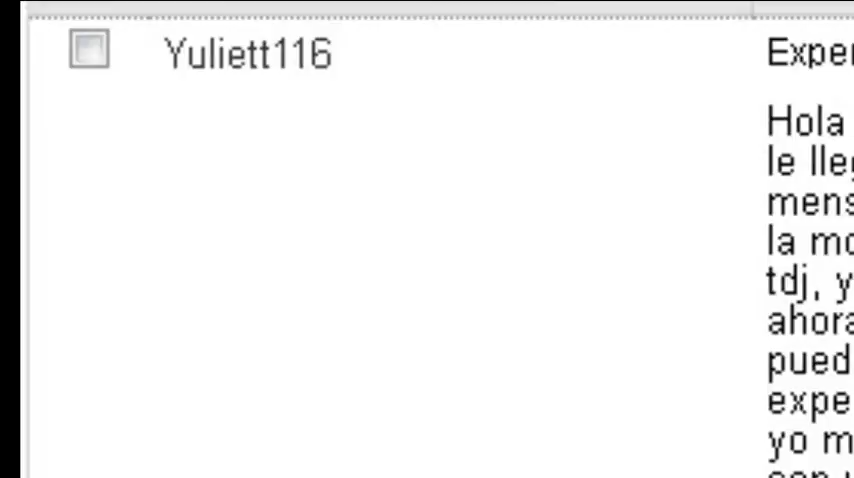 Yuliett116
Exper
Hola
le lleg
mens
la mo
tdj, y
ahora
pued
expe
yo m